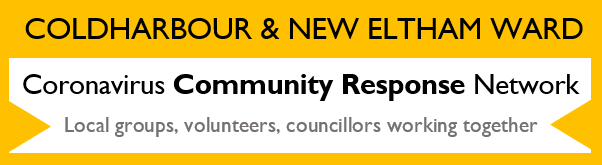 COLDHARBOUR & NEW ELTHAM WARD
Coronavirus Community Response Network
Local groups, volunteers, councillors working together